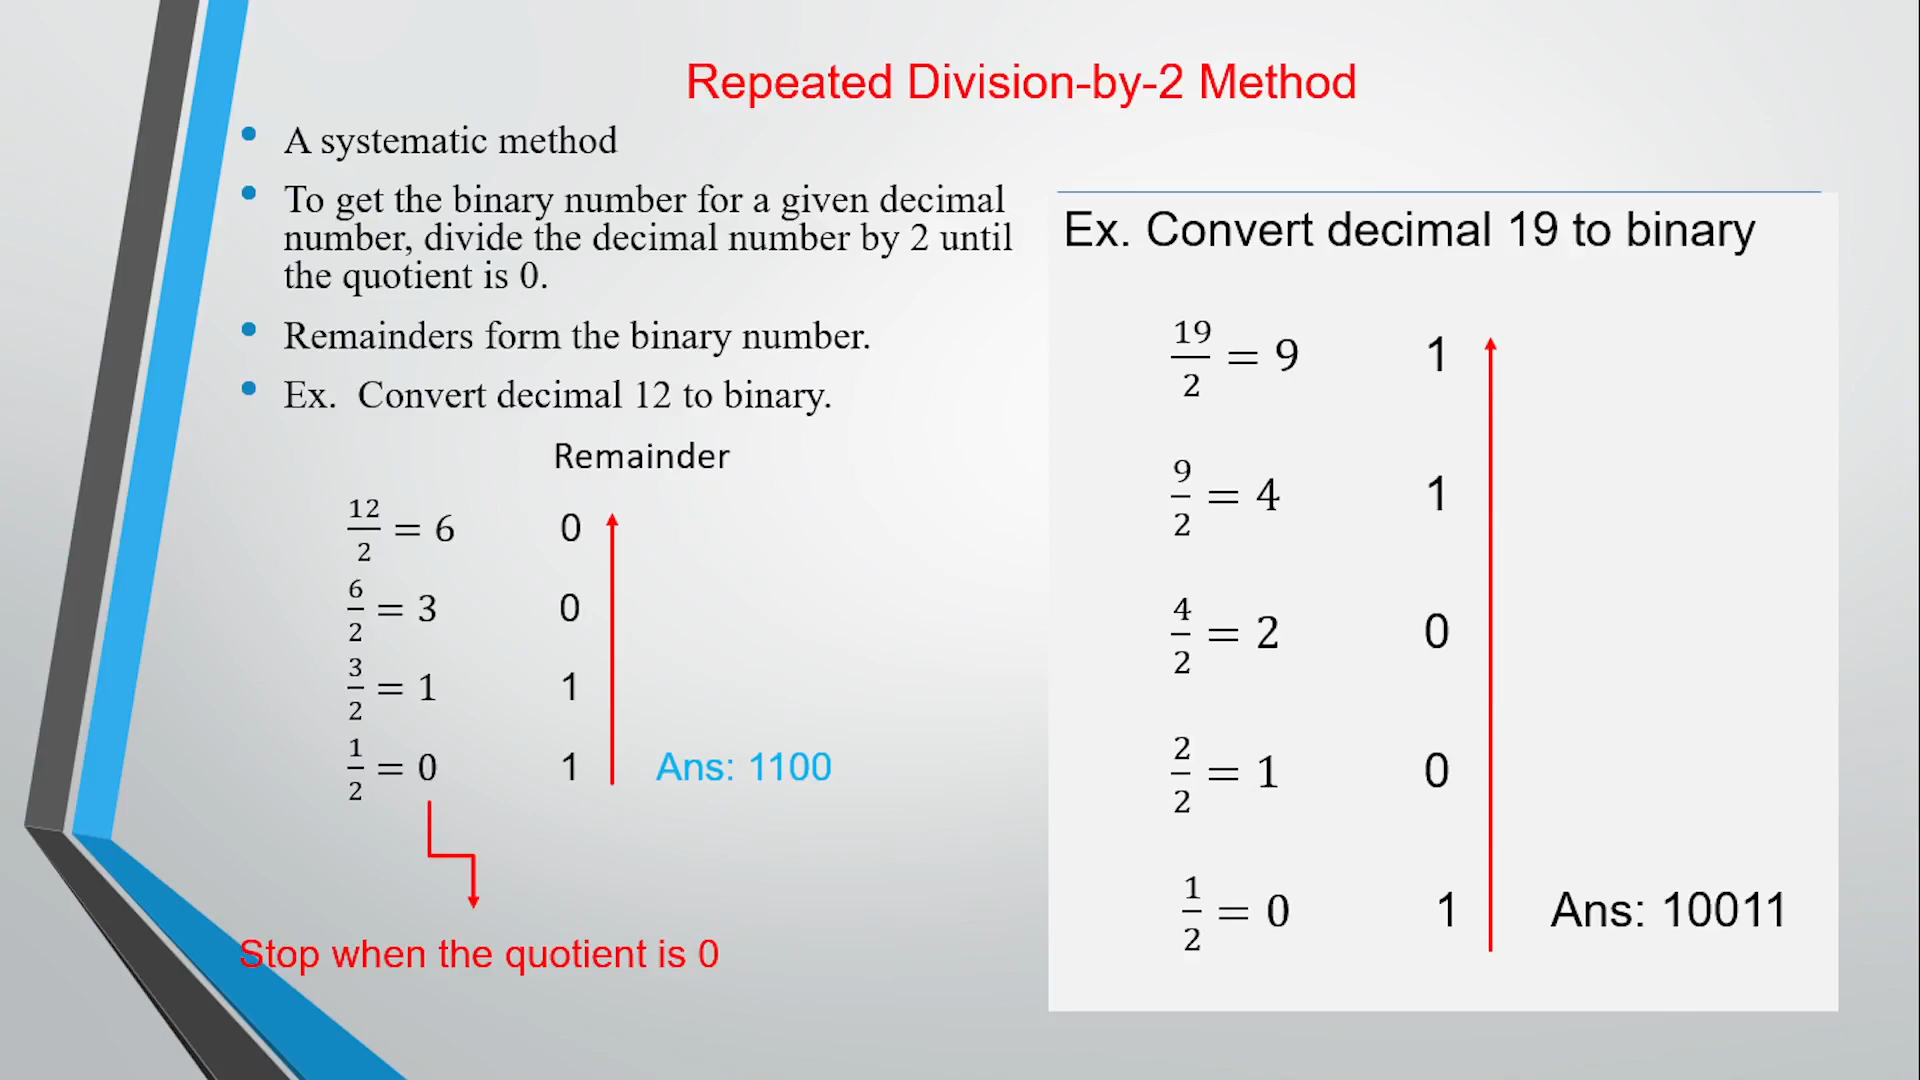 Repeated Division-by-2 Method
• A systematic method
• To get the binary number for a given decimal
number, divide the decimal number by 2 until
the quotient is 0.
• Remainders form the binary number.
• Ex. Convert decimal 12 to binary.
Remainder
12/2 = 6 0
6/2 = 3 0
3/2 = 1 1
1/2 = 0 1 Ans: 1100
Stop when the quotient is 0
Ex. Convert decimal 19 to binary
19/2 = 9 1
9/2 = 4 1
4/2 = 2 0
2/2 = 1 0
1/2 = 0 1 Ans: 10011